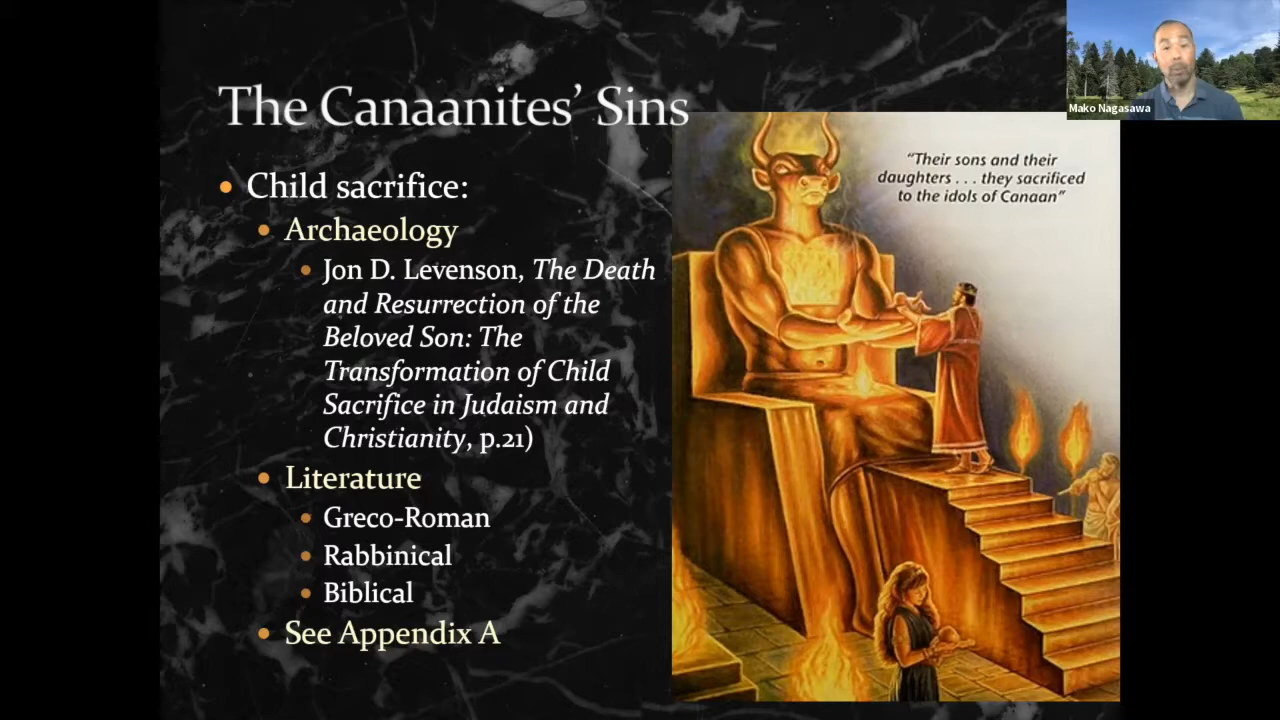 The Canaanites’ Sins
Mako Nagasawa
• Child sacrifice:
• Archaeology
• Jon D. Levenson, The Death
and Resurrection of the
Beloved Son: The
Transformation of Child
Sacrifice in Judaism and
Christianity, p.21)
• Literature
• Greco-Roman
• Rabbinical
• Biblical
• See Appendix A
“Their sons and their
daughters . . . they sacrificed
to the idols of Canaan”